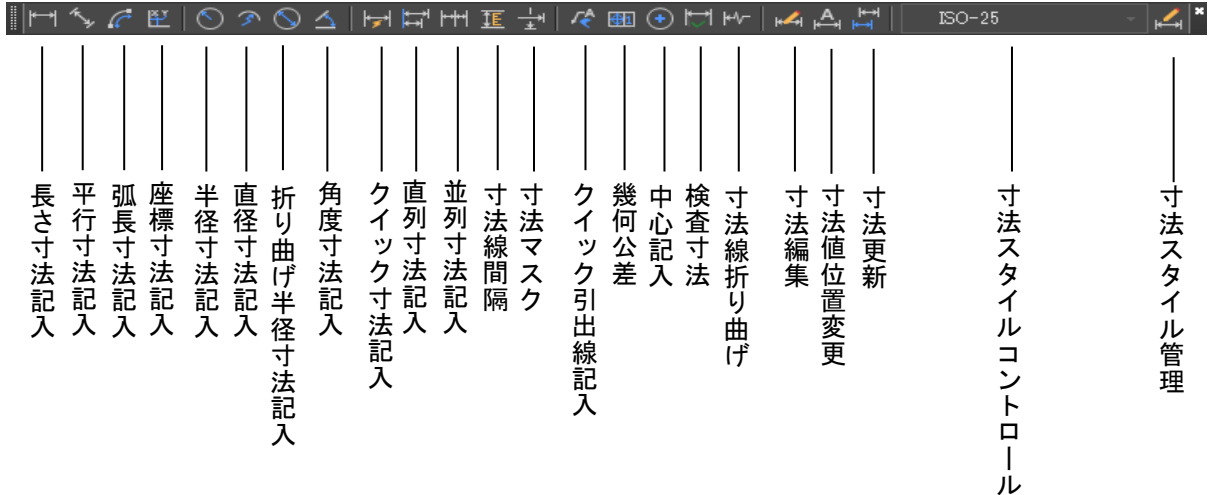 ISO-25
長さ寸法記入
平行寸法記入
弧長寸法記入
座標寸法記入
半径寸法記入
直径寸法記入
折り曲げ半径寸法記入
角度寸法記入
クイック寸法記入
直列寸法記入
並列寸法記入
寸法線間隔
寸法マスク
クイック引出線記入
幾何公差
中心記入
検査寸法
寸法線折り曲げ
寸法編集
寸法値位置変更
寸法更新
寸法スタイルコントロール
寸法スタイル管理